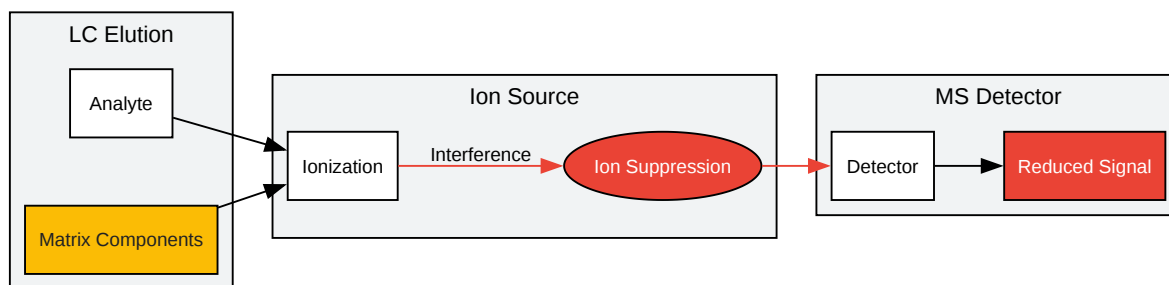 LC Elution
Analyte
Matrix Components
Ion Source
Ionization
Interference
Ion Suppression
MS Detector
Detector
Reduced Signal